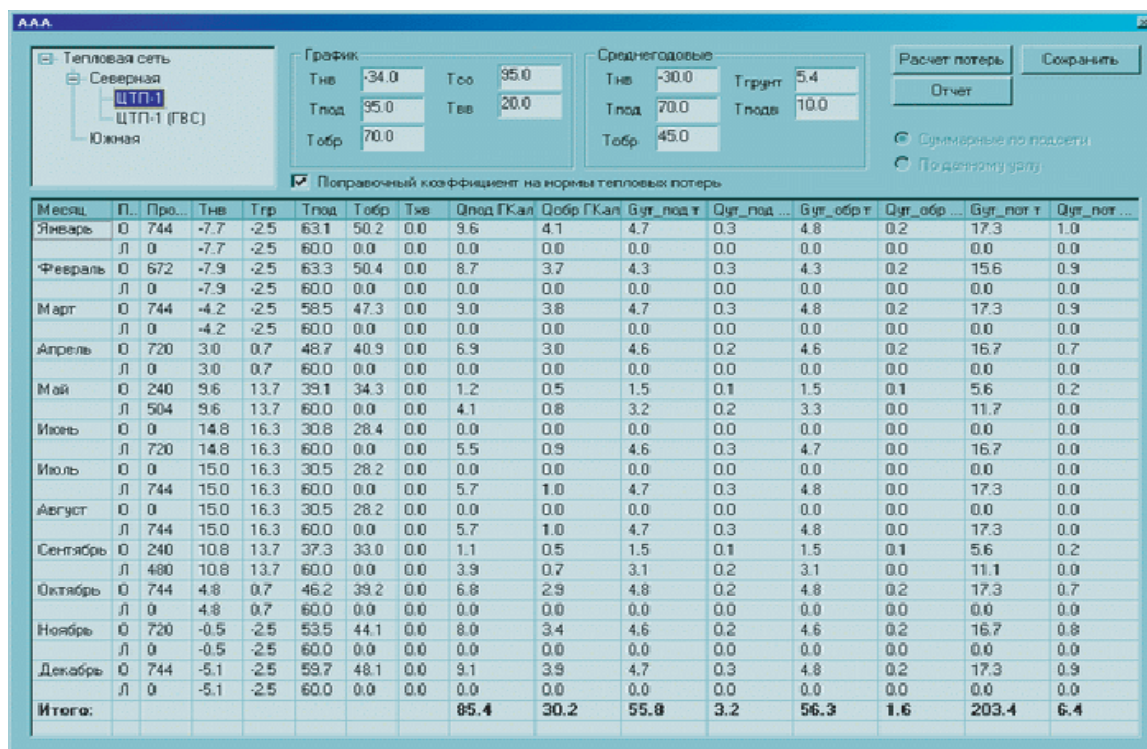 А.А.А.
Тепловая сеть
Северная
ЦТП-1
ЦТП-1 (ГВС)
Южная
График
Тнв -34.0 Тсо 95.0
Тпод 95.0 Твв 20.0
Тобр 70.0
Среднегодовые
Тнв -30.0 Тгрунт 5.4
Тпод 70.0 Тподв 10.0
Тобр 45.0
Расчет потерь Сохранить
Отчет
Суммарные по подсети
По данному узлу
Поправочный коэффициент на нормы тепловых потерь
Месяц П.. Про... Тнв Тгр Тпод Тобр Тхв Qпод ГКал Qобр ГКал Gут_под т Qут_под ... Gут_обр т Qут_обр ... Gут_пот т Qут_пот ...
Январь О 744 -7.7 -2.5 63.1 50.2 0.0 9.6 4.1 4.7 0.3 4.8 0.2 17.3 1.0
Л 0 -7.7 -2.5 60.0 0.0 0.0 0.0 0.0 0.0 0.0 0.0 0.0 0.0 0.0
Февраль О 672 -7.9 -2.5 63.3 50.4 0.0 8.7 3.7 4.3 0.3 4.3 0.2 15.6 0.9
Л 0 -7.9 -2.5 60.0 0.0 0.0 0.0 0.0 0.0 0.0 0.0 0.0 0.0 0.0
Март О 744 -4.2 -2.5 58.5 47.3 0.0 9.0 3.8 4.7 0.3 4.8 0.2 17.3 0.9
Л 0 -4.2 -2.5 60.0 0.0 0.0 0.0 0.0 0.0 0.0 0.0 0.0 0.0 0.0
Апрель О 720 3.0 0.7 48.7 40.9 0.0 6.9 3.0 4.6 0.2 4.6 0.2 16.7 0.7
Л 0 3.0 0.7 60.0 0.0 0.0 0.0 0.0 0.0 0.0 0.0 0.0 0.0 0.0
Май О 240 9.6 13.7 39.1 34.3 0.0 1.2 0.5 1.5 0.1 1.5 0.1 5.6 0.2
Л 504 9.6 13.7 60.0 0.0 0.0 4.1 0.8 3.2 0.2 3.3 0.0 11.7 0.0
Июнь О 0 14.8 16.3 30.8 28.4 0.0 0.0 0.0 0.0 0.0 0.0 0.0 0.0 0.0
Л 720 14.8 16.3 60.0 0.0 0.0 5.5 0.9 4.6 0.3 4.7 0.0 16.7 0.0
Июль О 0 15.0 16.3 30.5 28.2 0.0 0.0 0.0 0.0 0.0 0.0 0.0 0.0 0.0
Л 744 15.0 16.3 60.0 0.0 0.0 5.7 1.0 4.7 0.3 4.8 0.0 17.3 0.0
Август О 0 15.0 16.3 30.5 28.2 0.0 0.0 0.0 0.0 0.0 0.0 0.0 0.0 0.0
Л 744 15.0 16.3 60.0 0.0 0.0 5.7 1.0 4.7 0.3 4.8 0.0 17.3 0.0
Сентябрь О 240 10.8 13.7 37.3 33.0 0.0 1.1 0.5 1.5 0.1 1.5 0.1 5.6 0.2
Л 480 10.8 13.7 60.0 0.0 0.0 3.9 0.7 3.1 0.2 3.1 0.0 11.1 0.0
Октябрь О 744 4.8 0.7 46.2 39.2 0.0 6.8 2.9 4.8 0.2 4.8 0.2 17.3 0.7
Л 0 4.8 0.7 60.0 0.0 0.0 0.0 0.0 0.0 0.0 0.0 0.0 0.0 0.0
Ноябрь О 720 -0.5 -2.5 53.5 44.1 0.0 8.0 3.4 4.6 0.2 4.6 0.2 16.7 0.8
Л 0 -0.5 -2.5 60.0 0.0 0.0 0.0 0.0 0.0 0.0 0.0 0.0 0.0 0.0
Декабрь О 744 -5.1 -2.5 59.7 48.1 0.0 9.1 3.9 4.7 0.3 4.8 0.2 17.3 0.9
Л 0 -5.1 -2.5 60.0 0.0 0.0 0.0 0.0 0.0 0.0 0.0 0.0 0.0 0.0
Итого: 85.4 30.2 55.8 3.2 56.3 1.6 203.4 6.4